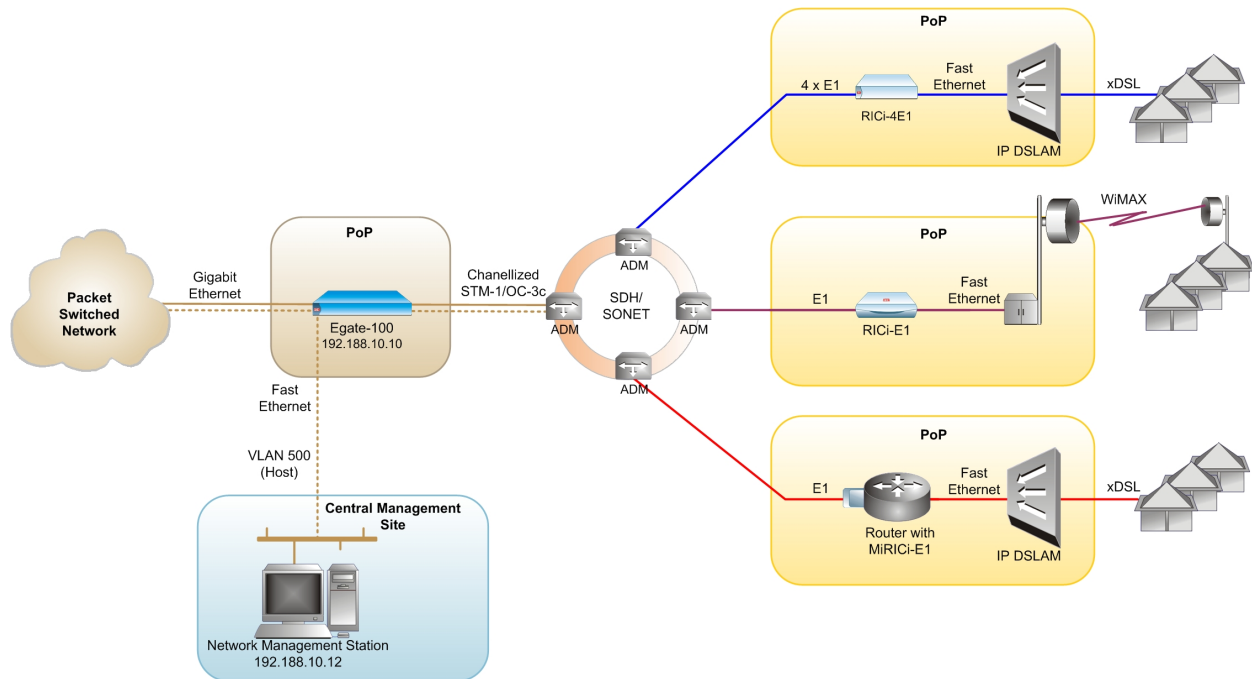 PoP
4 x E1
Fast
Ethernet
xDSL
RICi-4E1
IP DSLAM
WiMAX
PoP
PoP
Gigabit
Ethernet
Chanellized
STM-1/OC-3c
ADM
Packet
Switched
Network
Egate-100
192.188.10.10
ADM
SDH/
SONET
ADM
E1
Fast
Ethernet
RICi-E1
ADM
Fast
Ethernet
VLAN 500
(Host)
PoP
E1
Fast
Ethernet
xDSL
Router with
MiRICi-E1
IP DSLAM
Central Management
Site
Network Management Station
192.188.10.12